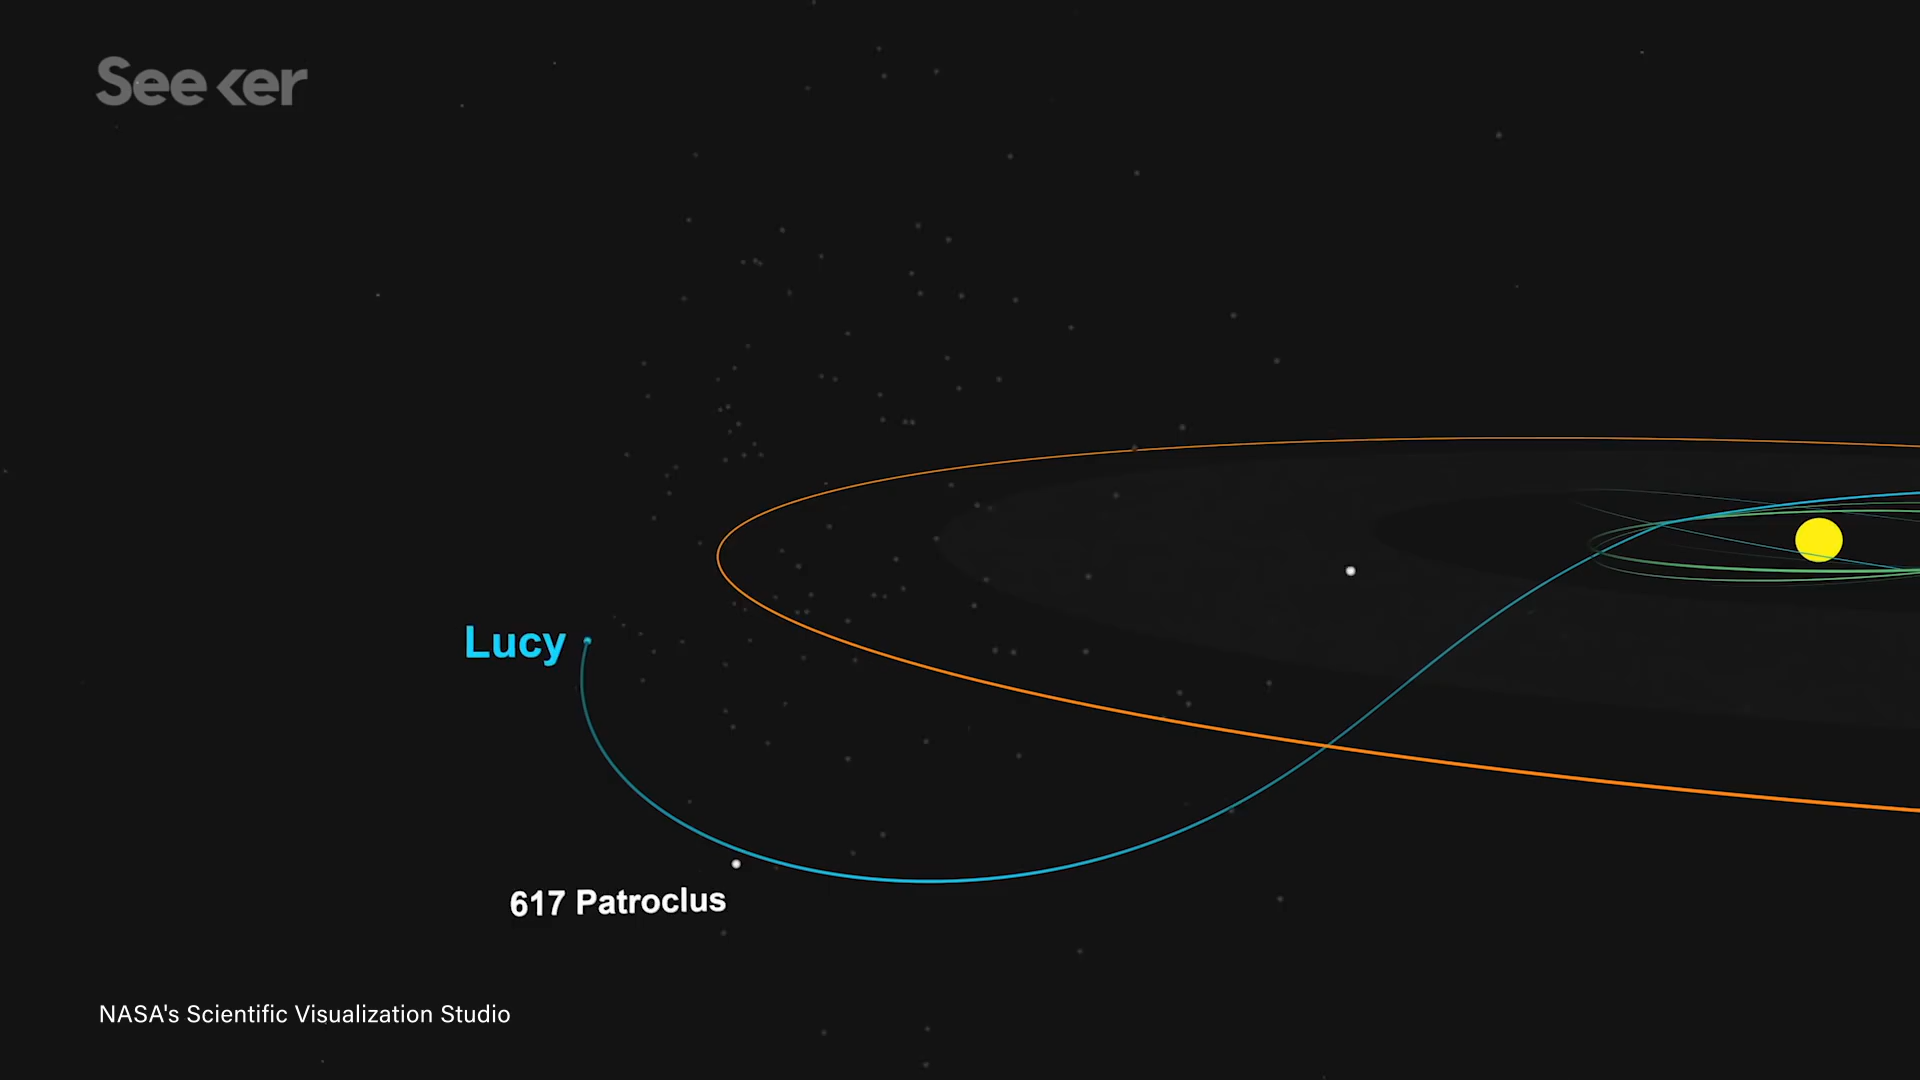 Seeker
Lucy
617 Patroclus
NASA's Scientific Visualization Studio